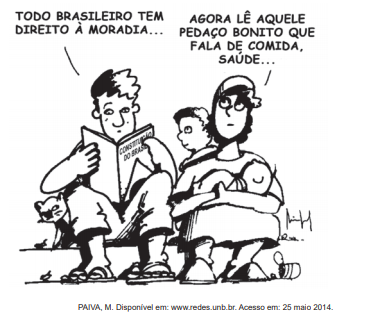 TODO BRASILEIRO TEM
DIREITO À MORADIA...
AGORA LÊ AQUELE
PEDAÇO BONITO QUE
FALA DE COMIDA,
SAÚDE...
CONSTITUIÇÃO
DO BRASIL
PAIVA, M. Disponível em: www.redes.unb.br. Acesso em: 25 maio 2014.